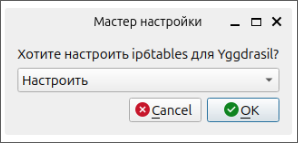 Мастер настройки
Хотите настроить ip6tables для Yggdrasil?
Настроить
Cancel
OK